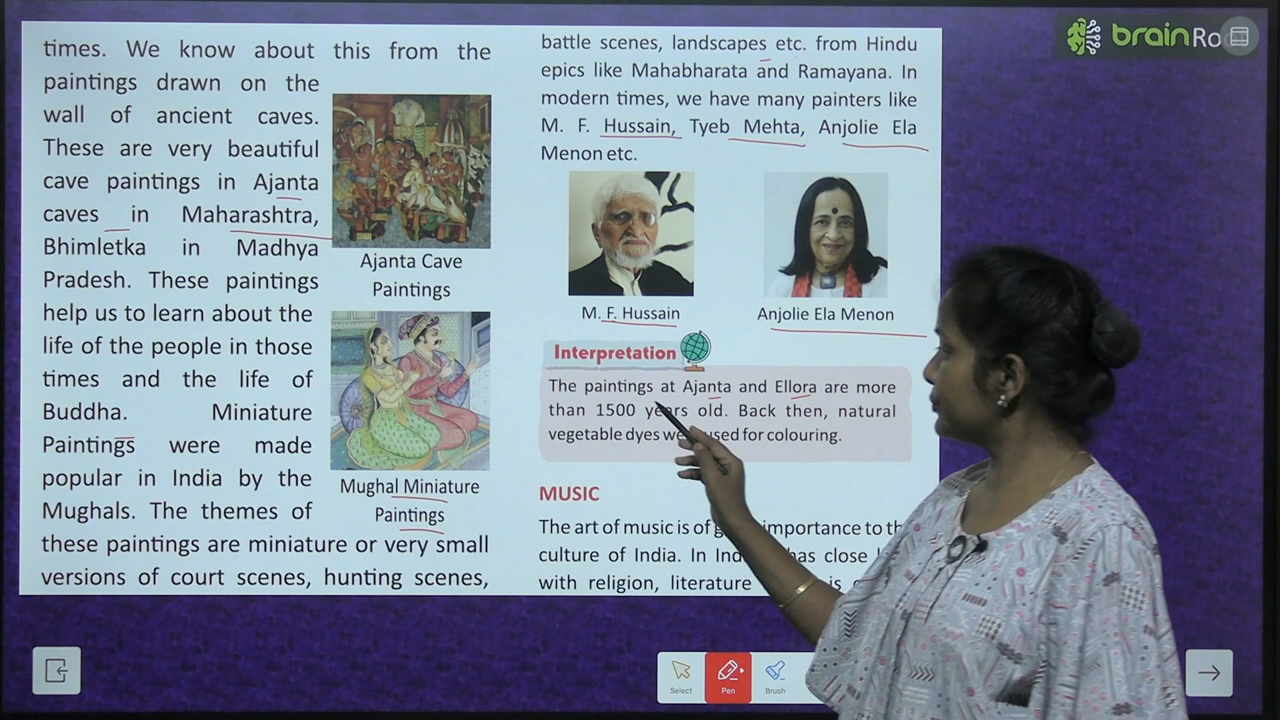 times. We know about this from the
paintings drawn on the
wall of ancient caves.
These are very beautiful
cave paintings in Ajanta
caves in Maharashtra,
Bhimletka in Madhya
Pradesh. These paintings
help us to learn about the
life of the people in those
times and the life of
Buddha. Miniature
Paintings were made
popular in India by the
Mughals. The themes of
these paintings are miniature or very small
versions of court scenes, hunting scenes,
Ajanta Cave
Paintings
Mughal Miniature
Paintings
battle scenes, landscapes etc. from Hindu
epics like Mahabharata and Ramayana. In
modern times, we have many painters like
M. F. Hussain, Tyeb Mehta, Anjolie Ela
Menon etc.
M. F. Hussain
Anjolie Ela Menon
Interpretation
The paintings at Ajanta and Ellora are more
than 1500 years old. Back then, natural
vegetable dyes used for colouring.
MUSIC
The art of music is of importance to
culture of India. In has close
with religion, literature is
brainRo
Select
Pen
Brush